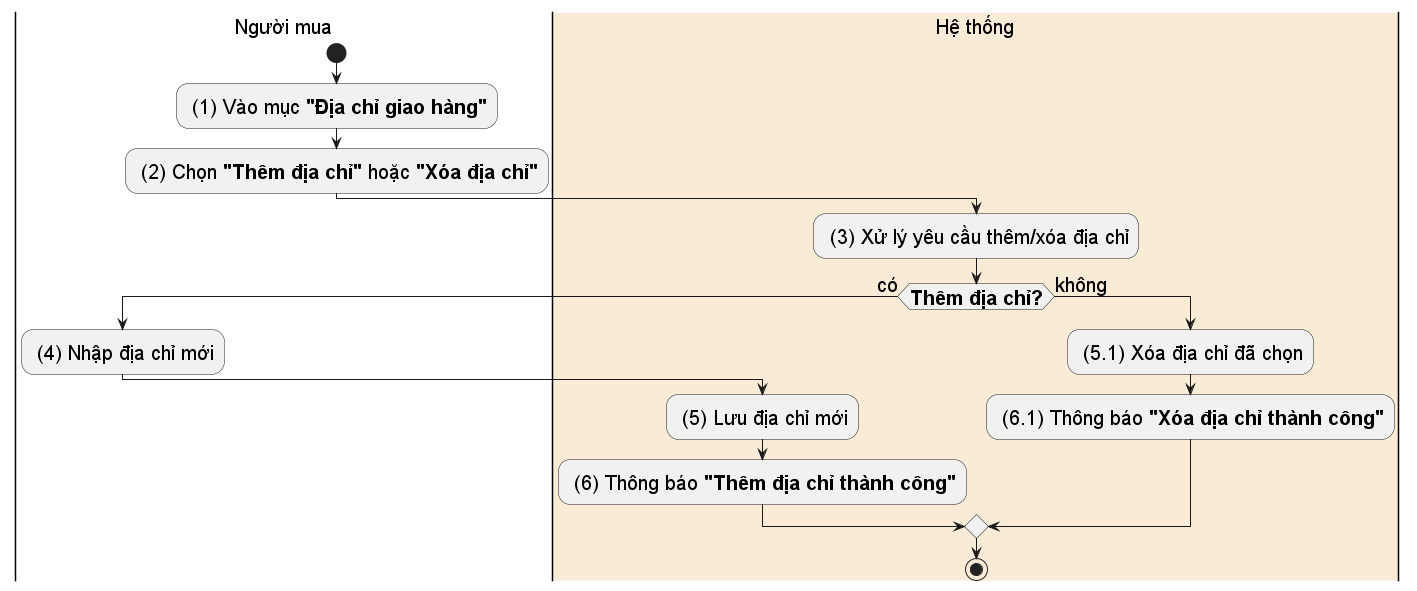 Người mua
Hệ thống
(1) Vào mục "Địa chỉ giao hàng"
(2) Chọn "Thêm địa chỉ" hoặc "Xóa địa chỉ"
(3) Xử lý yêu cầu thêm/xóa địa chỉ
có
Thêm địa chỉ?
không
(4) Nhập địa chỉ mới
(5.1) Xóa địa chỉ đã chọn
(5) Lưu địa chỉ mới
(6.1) Thông báo "Xóa địa chỉ thành công"
(6) Thông báo "Thêm địa chỉ thành công"